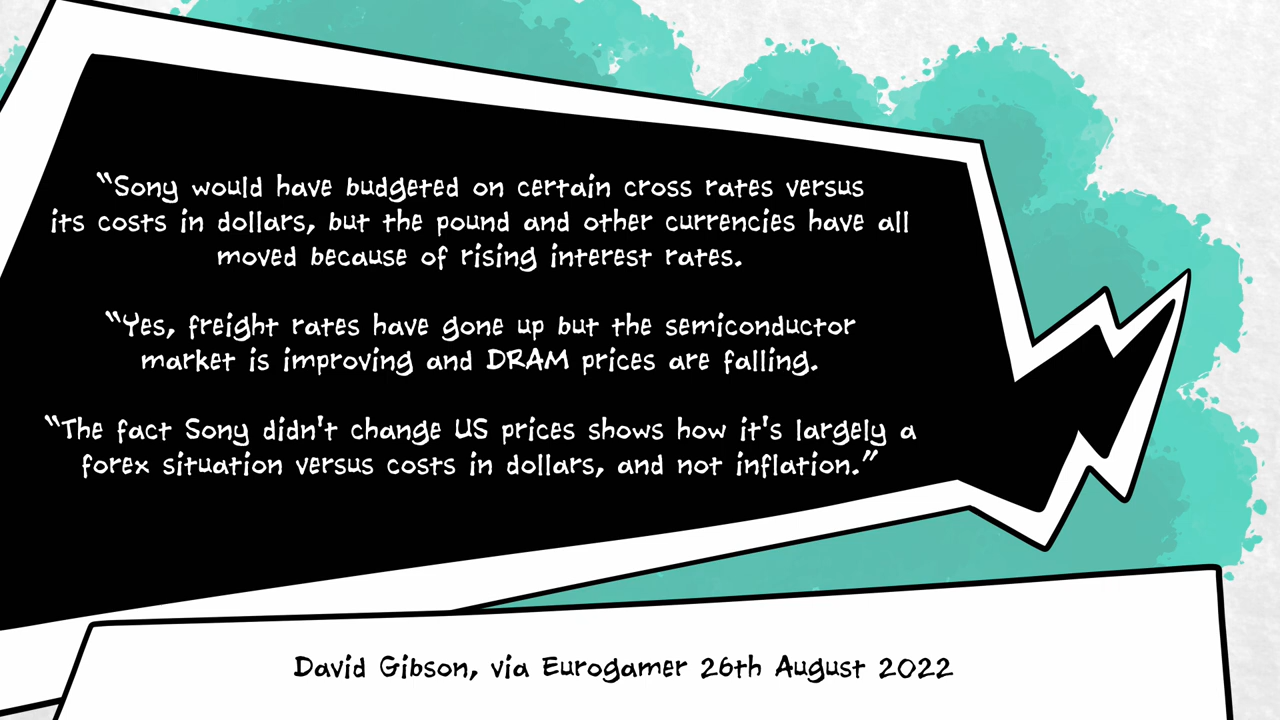 “Sony would have budgeted on certain cross rates versus
its costs in dollars, but the pound and other currencies have all
moved because of rising interest rates.
“Yes, freight rates have gone up but the semiconductor
market is improving and DRAM prices are falling.
“The fact Sony didn't change US prices shows how it's largely a
forex situation versus costs in dollars, and not inflation.”
David Gibson, via Eurogamer 26th August 2022